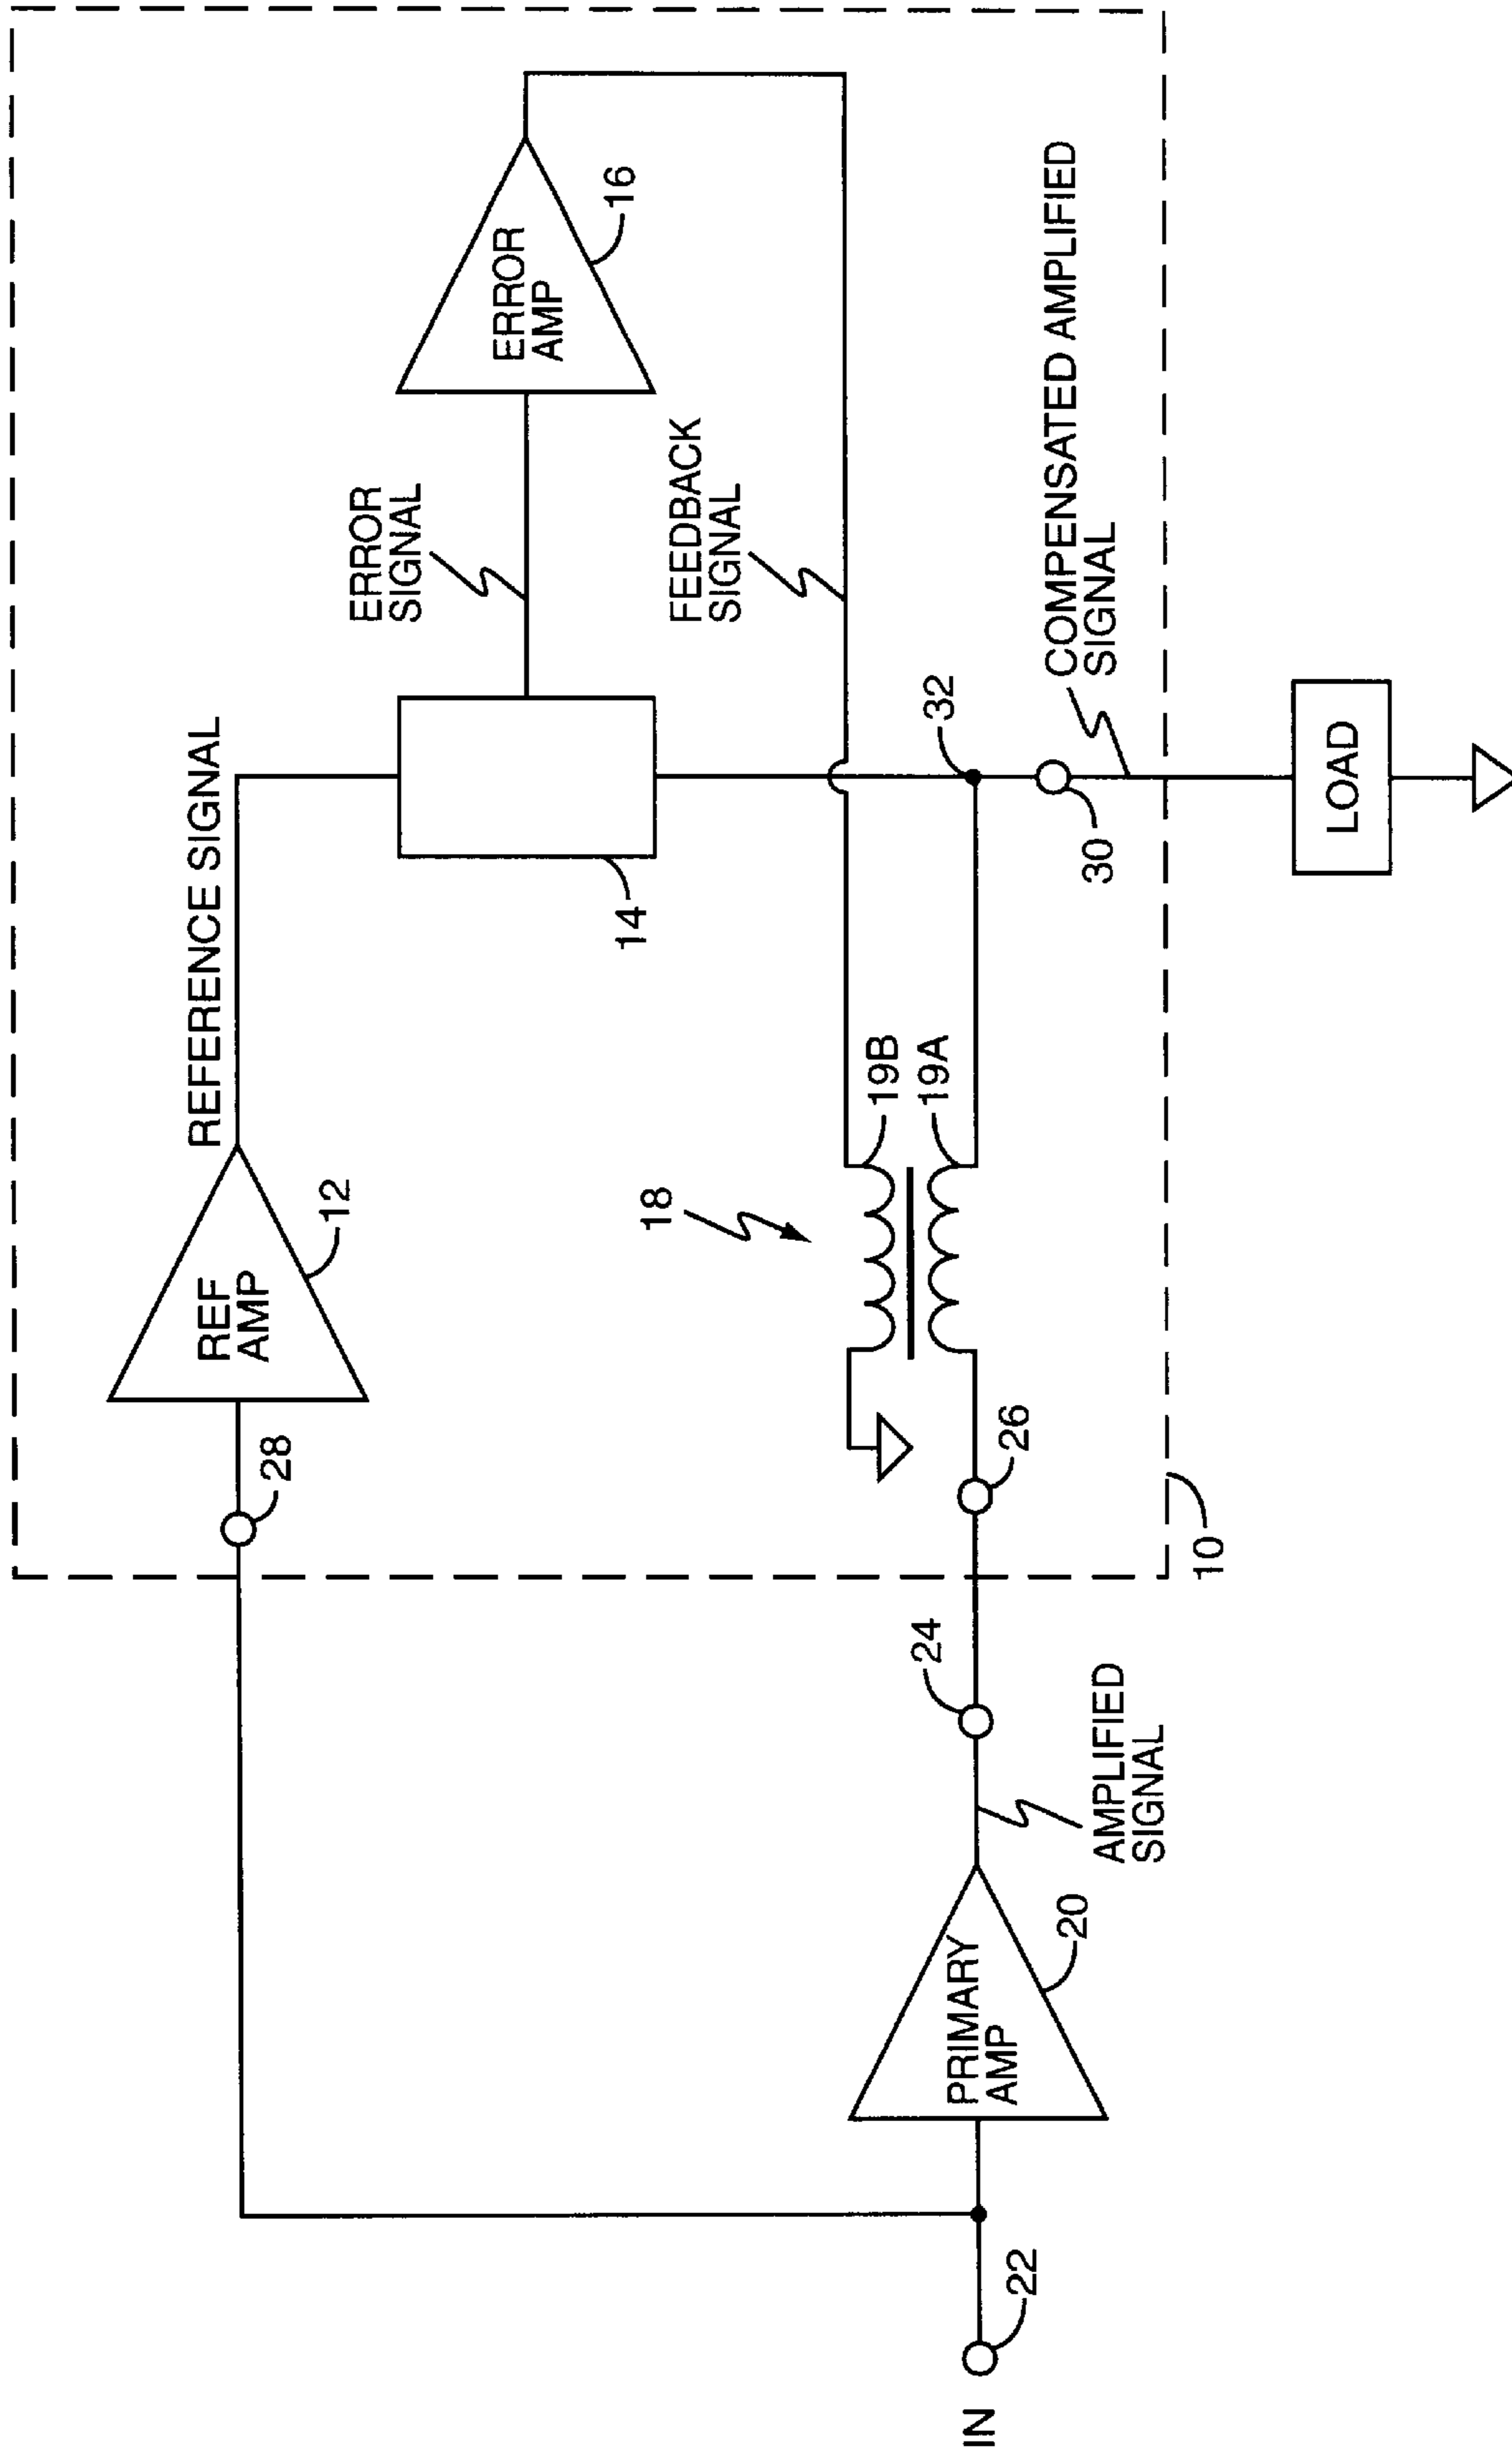 REFERENCE SIGNAL
REF
AMP
12
28
ERROR
SIGNAL
ERROR
AMP
16
14
FEEDBACK
SIGNAL
18
19B
19A
32
30
COMPENSATED AMPLIFIED
SIGNAL
LOAD
26
10
24
AMPLIFIED
SIGNAL
PRIMARY
AMP
20
IN
22